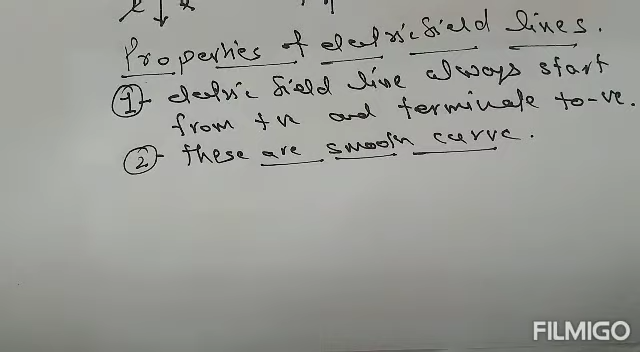 Properties of electric field lines.
①- electric field line always start
from +ve and terminate to -ve.
②- these are smooth curve.
FILMIGO